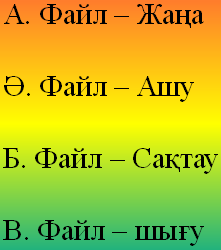 А. Файл – Жаңа
Ә. Файл – Ашу
Б. Файл – Сақтау
В. Файл – шығу